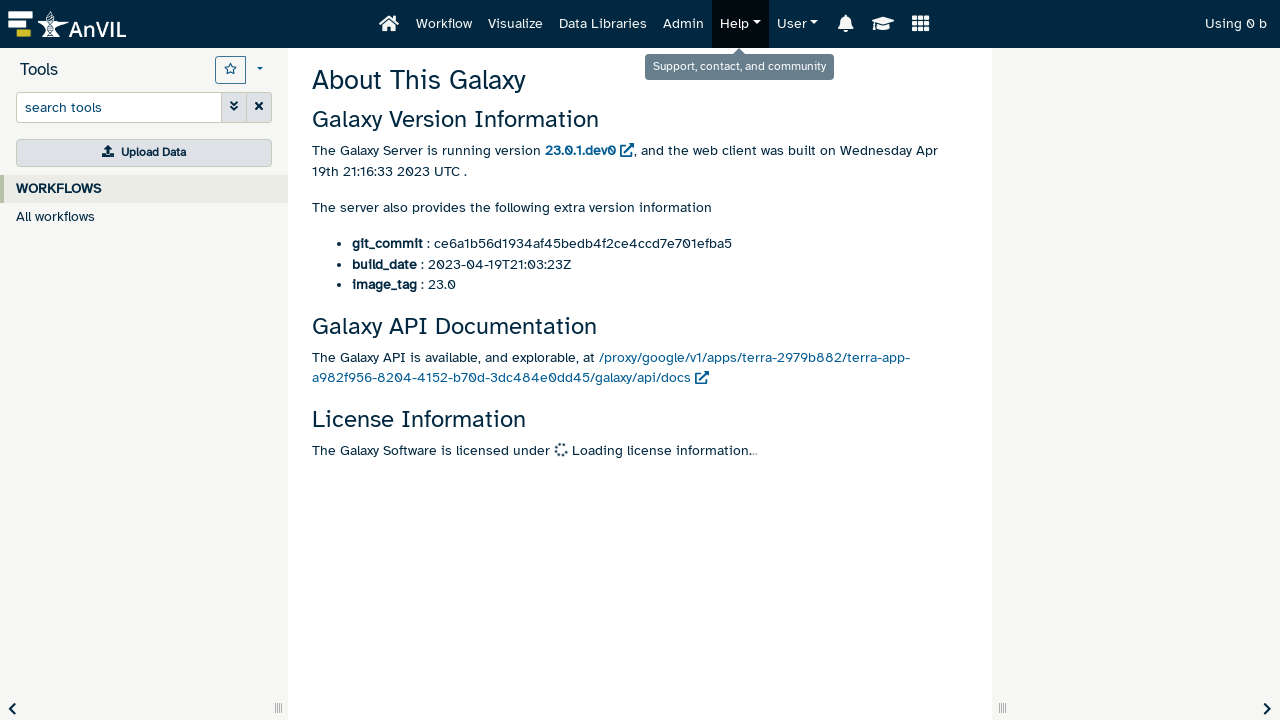 AnVIL
Workflow Visualize Data Libraries Admin Help User
Using 0 b
Support, contact, and community
Tools
search tools
Upload Data
WORKFLOWS
All workflows
About This Galaxy
Galaxy Version Information
The Galaxy Server is running version 23.0.1.dev0 , and the web client was built on Wednesday Apr
19th 21:16:33 2023 UTC .
The server also provides the following extra version information
• git_commit : ce6a1b56d1934af45bedb4f2ce4ccd7e701efba5
• build_date : 2023-04-19T21:03:23Z
• image_tag : 23.0
Galaxy API Documentation
The Galaxy API is available, and explorable, at /proxy/google/v1/apps/terra-2979b882/terra-app-
a982f956-8204-4152-b70d-3dc484e0dd45/galaxy/api/docs
License Information
The Galaxy Software is licensed under Loading license information...